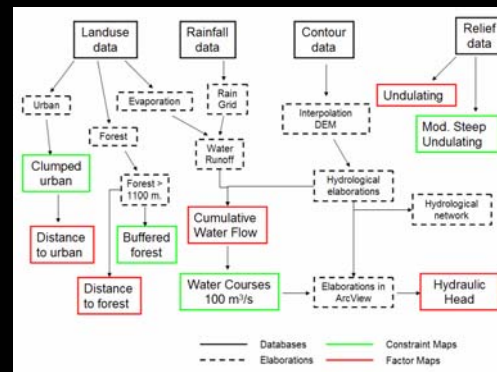 Landuse
data
Rainfall
data
Contour
data
Relief
data
Urban
Evaporation
Rain
Grid
Undulating
Interpolation
DEM
Mod. Steep
Undulating
Forest
Water
Runoff
Clumped
urban
Forest >
1100 m.
Hydrological
elaborations
Cumulative
Water Flow
Hydrological
network
Distance
to urban
Buffered
forest
Distance
to forest
Water Courses
100 m³/s
Elaborations in
ArcView
Hydraulic
Head
Databases
Constraint Maps
Elaborations
Factor Maps